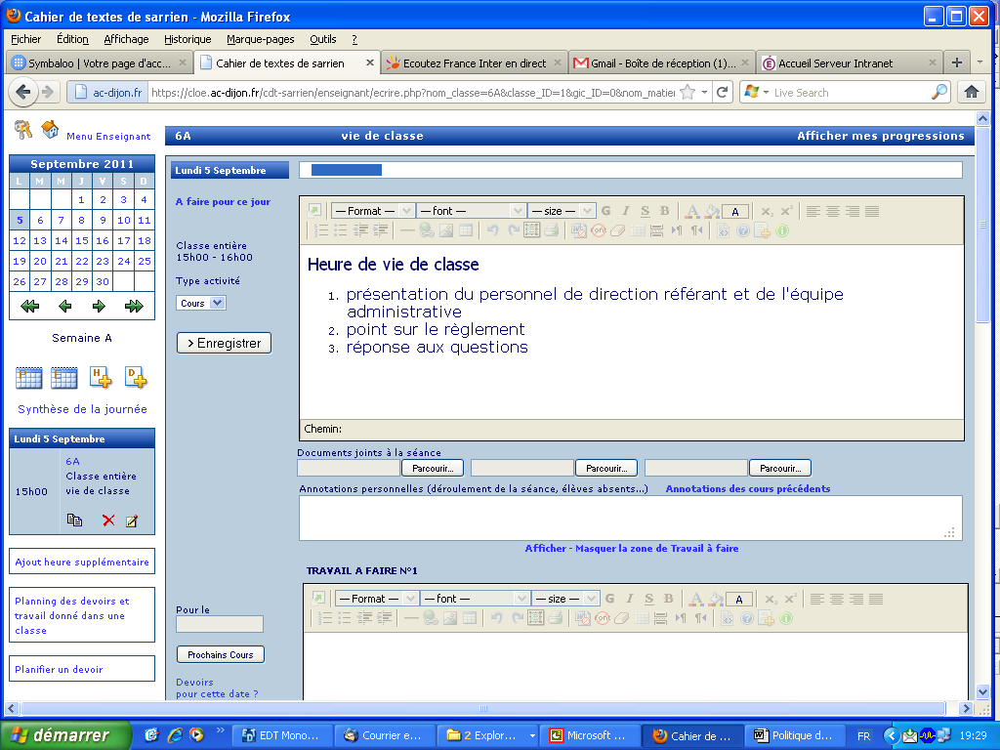 Cahier de textes de sarrien - Mozilla Firefox
Fichier Édition Affichage Historique Marque-pages Outils ?
Symbaloo | Votre page d'acc... Cahier de textes de sarrien Ecoutez France Inter en direct Gmail - Boîte de réception (1)... Accueil Serveur Intranet
ac-dijon.fr https://cloe.ac-dijon.fr/cdt-sarrien/enseignant/ecrire.php?nom_classe=6A&classe_ID=1&gic_ID=0&nom_matier Live Search
Menu Enseignant
6A vie de classe Afficher mes progressions
Septembre 2011
L M M J V S D
1 2 3 4
5 6 7 8 9 10 11
12 13 14 15 16 17 18
19 20 21 22 23 24 25
26 27 28 29 30
Semaine A
Synthèse de la journée
Lundi 5 Septembre
15h00
6A
Classe entière
vie de classe
Ajout heure supplémentaire
Planning des devoirs et
travail donné dans une
classe
Planifier un devoir
Lundi 5 Septembre
A faire pour ce jour
Classe entière
15h00 - 16h00
Type activité
Cours
> Enregistrer
— Format — — font — — size — G I S B A A
Heure de vie de classe
1. présentation du personnel de direction référant et de l'équipe
administrative
2. point sur le règlement
3. réponse aux questions
Chemin:
Documents joints à la séance
Parcourir... Parcourir... Parcourir...
Annotations personnelles (déroulement de la séance, élèves absents...) Annotations des cours précédents
Afficher - Masquer la zone de Travail à faire
TRAVAIL A FAIRE N°1
— Format — — font — — size — G I S B A A
Pour le
Prochains Cours
Devoirs
pour cette date ?
démarrer EDT Mono... Courrier e... 2 Explor... Microsoft ... Cahier de ... Politique d... FR 19:29